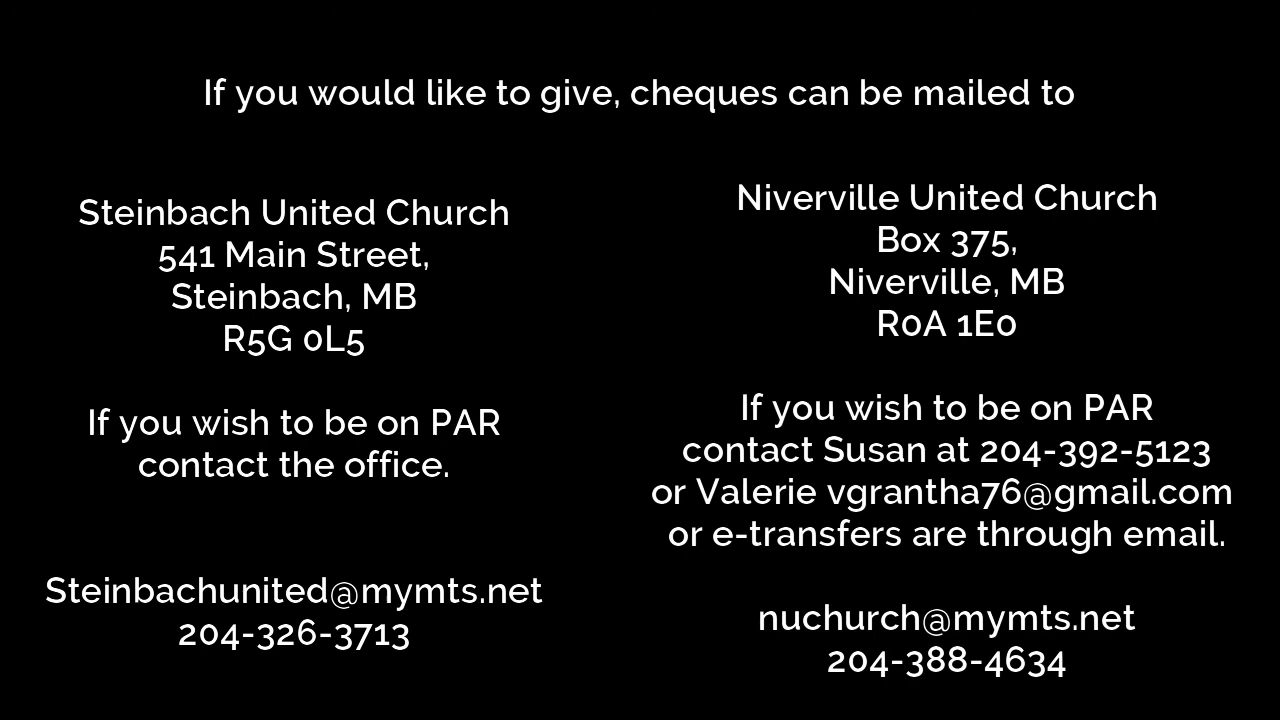 If you would like to give, cheques can be mailed to
Steinbach United Church
541 Main Street,
Steinbach, MB
R5G 0L5
If you wish to be on PAR
contact the office.
Steinbachunited@mymts.net
204-326-3713
Niverville United Church
Box 375,
Niverville, MB
R0A 1E0
If you wish to be on PAR
contact Susan at 204-392-5123
or Valerie vgrantha76@gmail.com
or e-transfers are through email.
nuchurch@mymts.net
204-388-4634